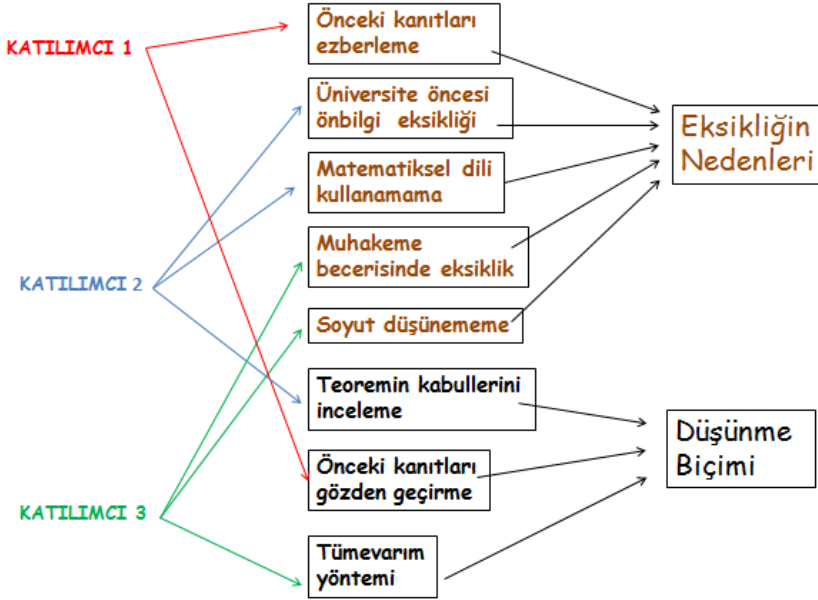 KATILIMCI 1
KATILIMCI 2
KATILIMCI 3
Önceki kanıtları
ezberleme
Üniversite öncesi
önbilgi eksikliği
Matematiksel dili
kullanamama
Muhakeme
becerisinde eksiklik
Soyut düşünememe
Teoremin kabullerini
inceleme
Önceki kanıtları
gözden geçirme
Tümevarım
yöntemi
Eksikliğin
Nedenleri
Düşünme
Biçimi